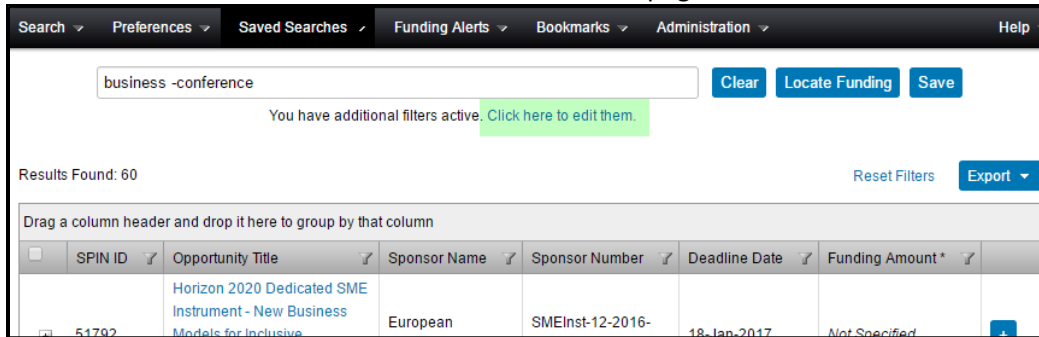 Search Preferences Saved Searches Funding Alerts Bookmarks Administration Help
business -conference Clear Locate Funding Save
You have additional filters active. Click here to edit them.
Results Found: 60 Reset Filters Export
Drag a column header and drop it here to group by that column
SPIN ID Opportunity Title Sponsor Name Sponsor Number Deadline Date Funding Amount *
Horizon 2020 Dedicated SME
Instrument - New Business
Models for Inclusive
51792 European SMEInst-12-2016- 18-Jan-2017 Not Specified +